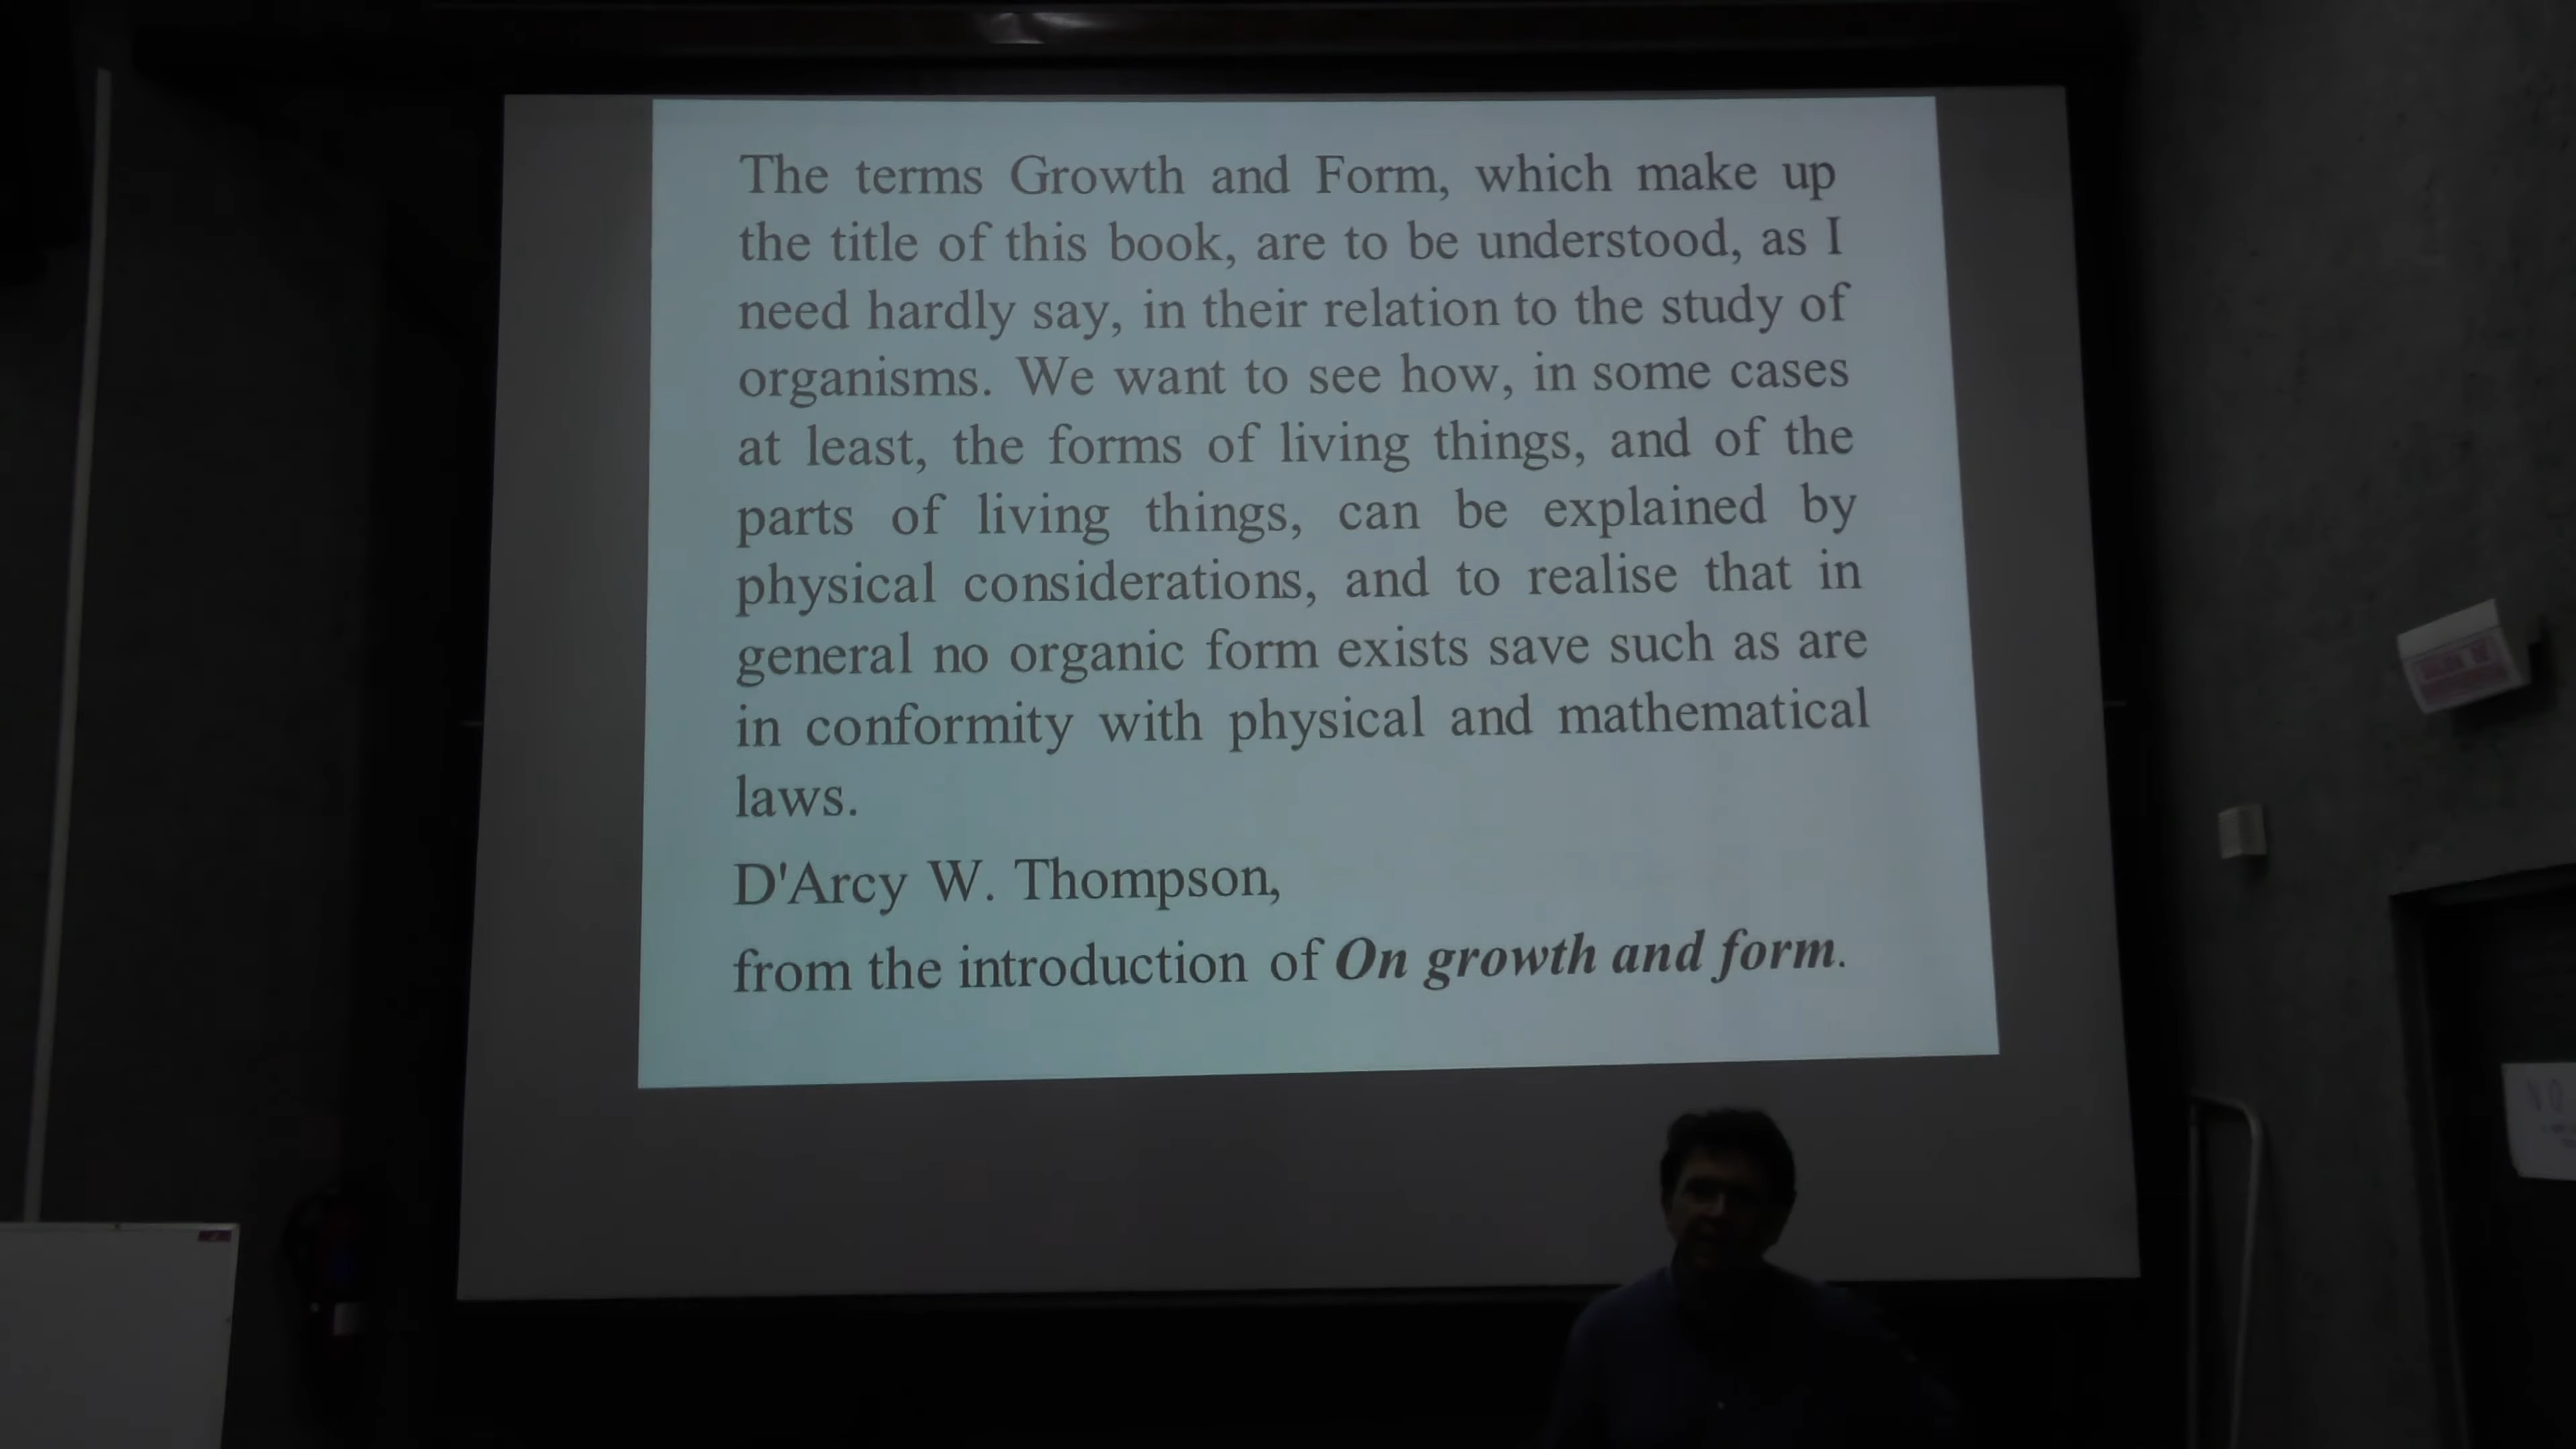 The terms Growth and Form, which make up
the title of this book, are to be understood, as I
need hardly say, in their relation to the study of
organisms. We want to see how, in some cases
at least, the forms of living things, and of the
parts of living things, can be explained by
physical considerations, and to realise that in
general no organic form exists save such as are
in conformity with physical and mathematical
laws.
D'Arcy W. Thompson,
from the introduction of On growth and form.
NO